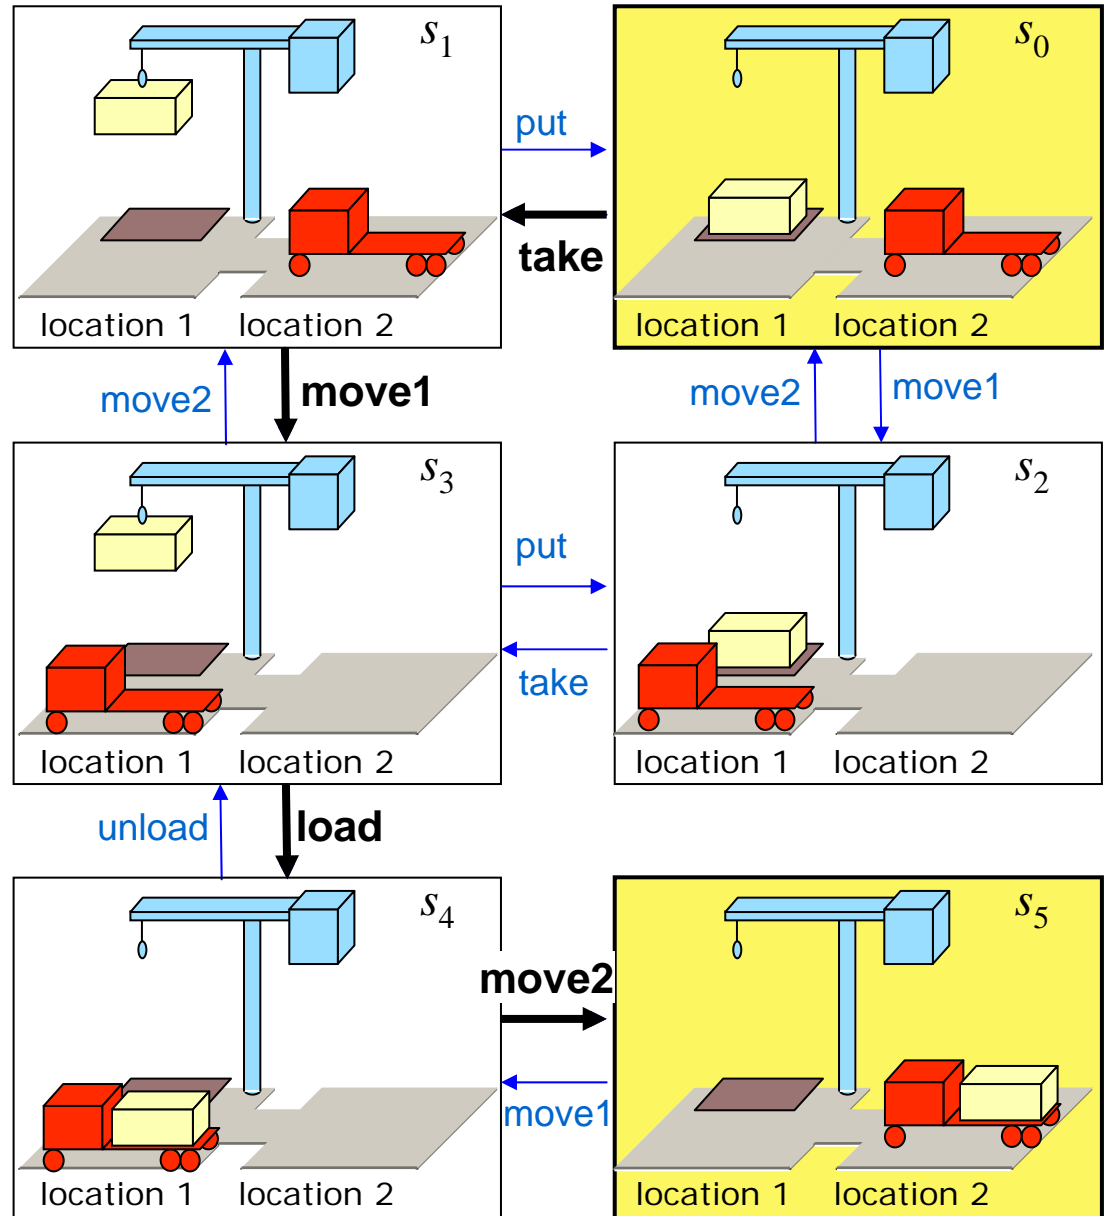 s₁
s₀
put
take
location 1 location 2
location 1 location 2
move2
move1
move2
move1
s₃
s₂
put
take
location 1 location 2
location 1 location 2
unload
load
s₄
s₅
move2
move1
location 1 location 2
location 1 location 2